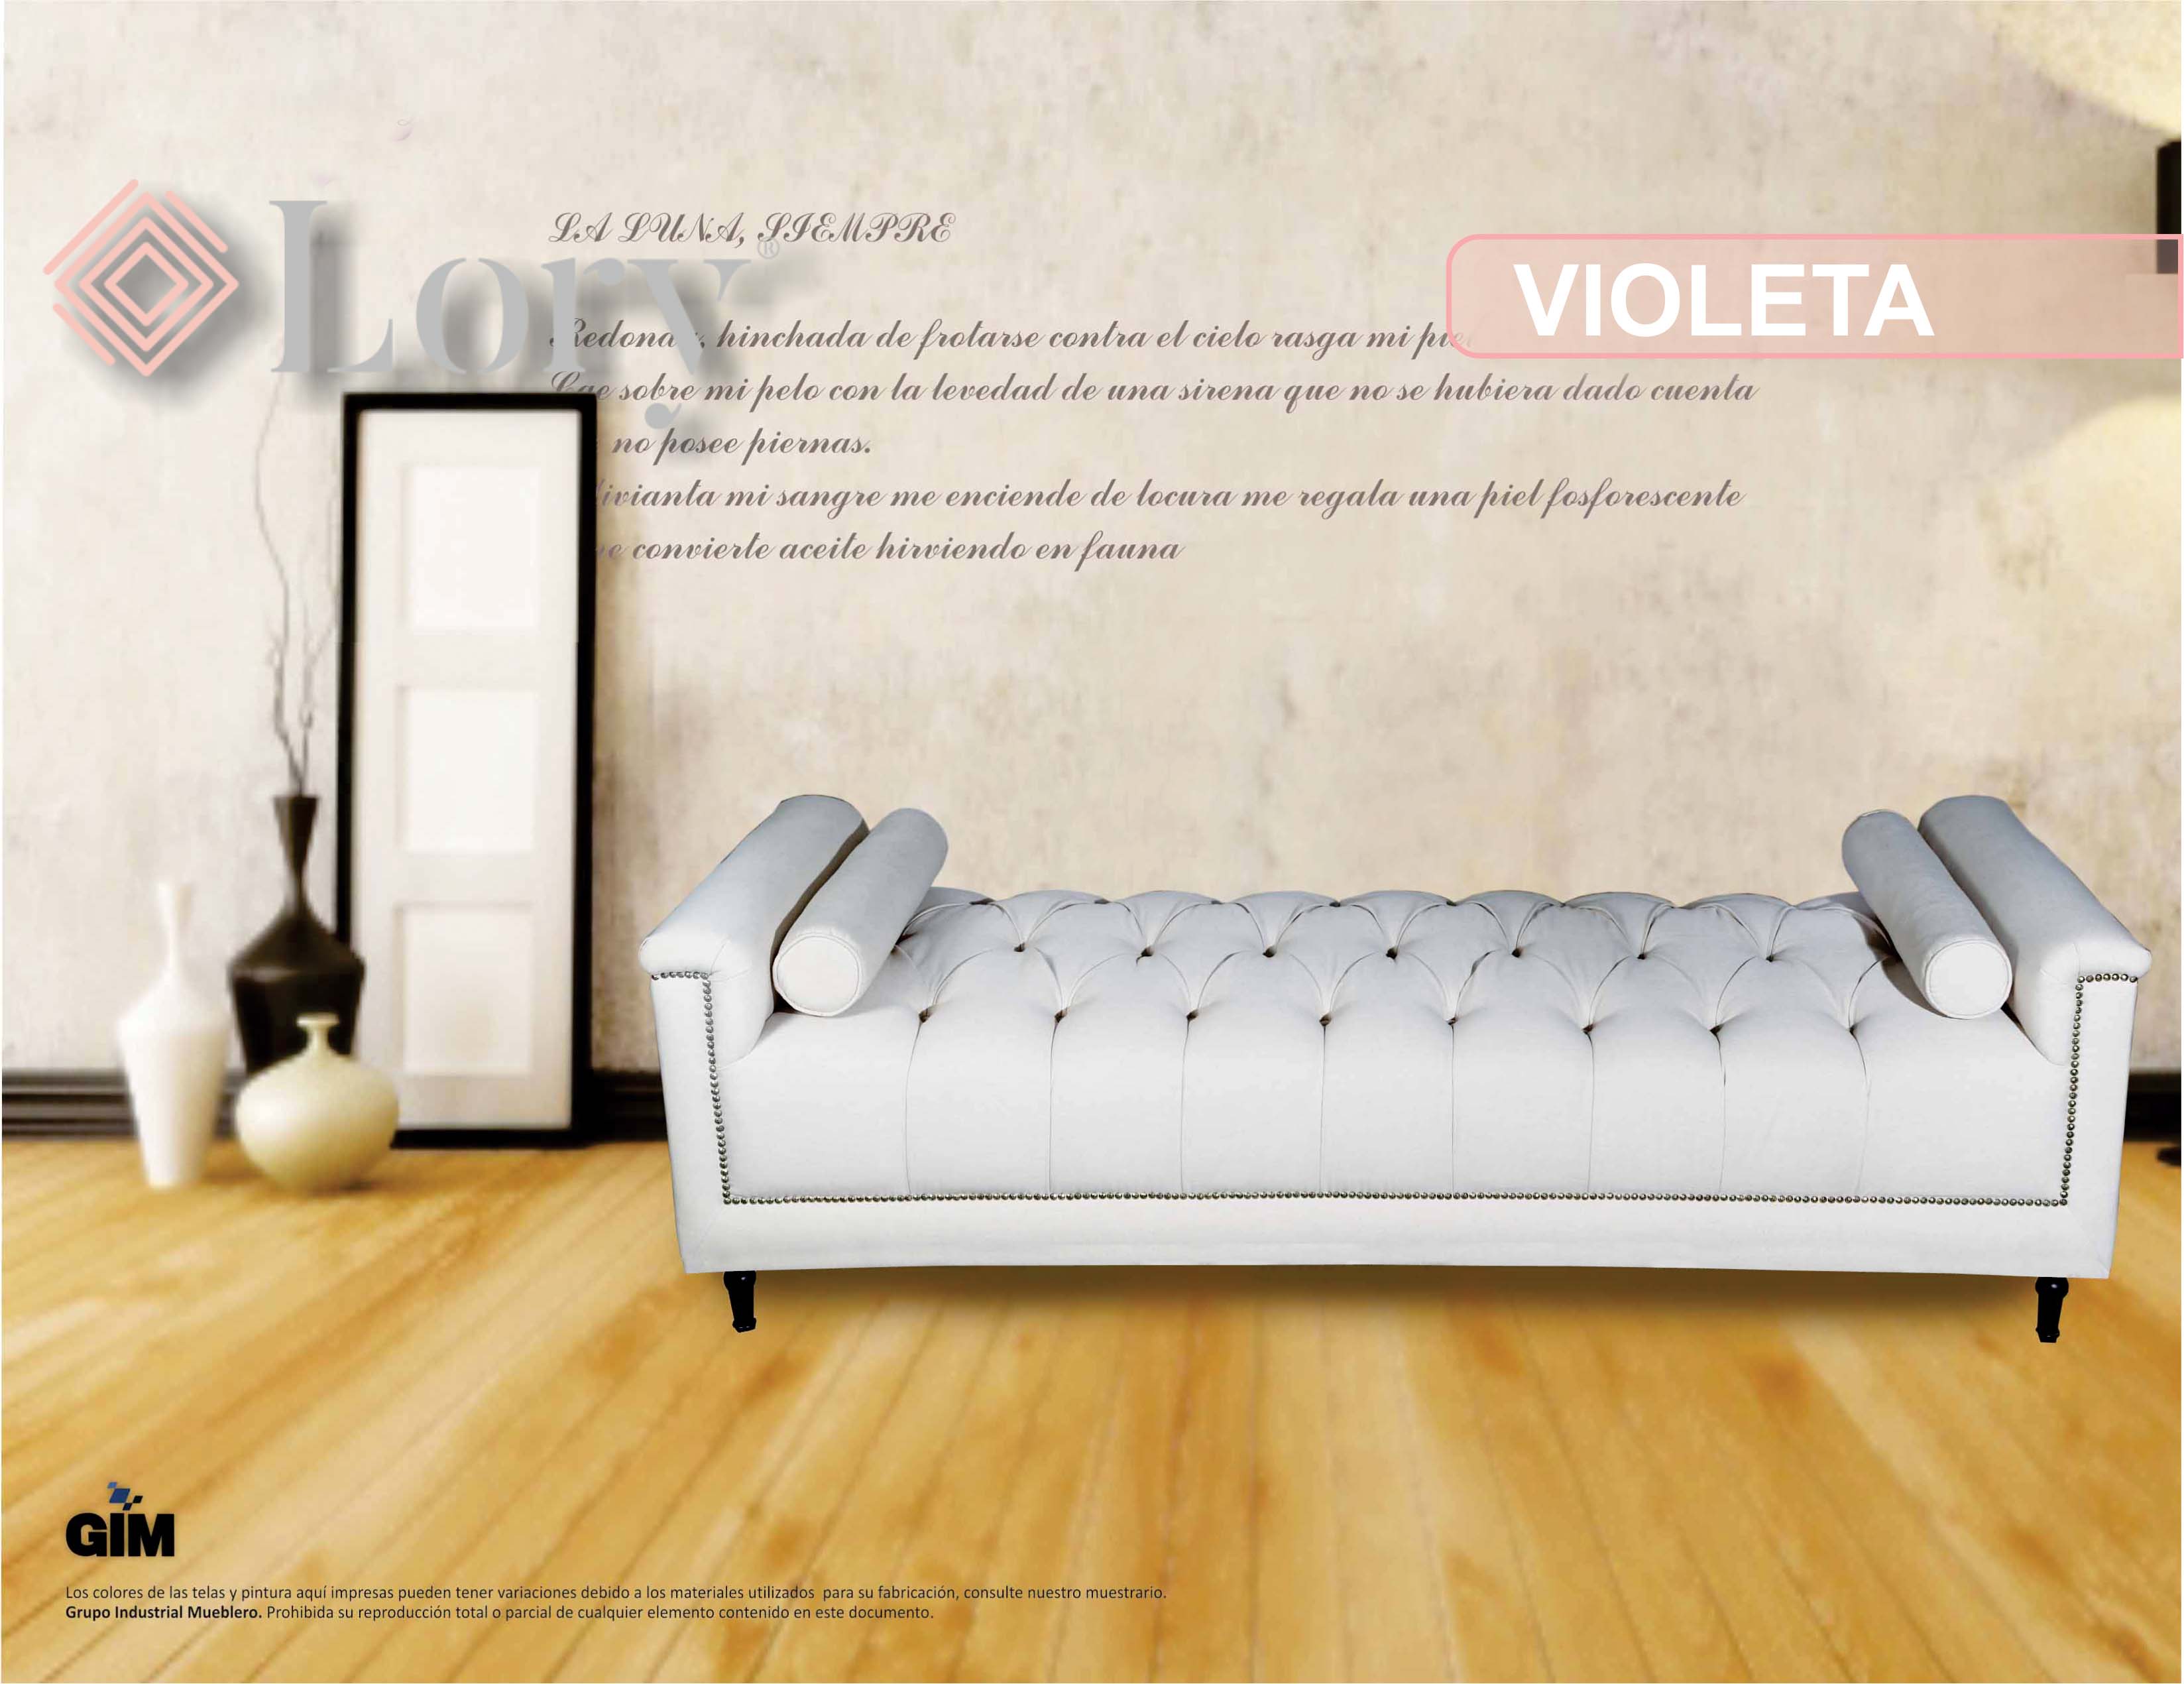 LA LUNA, SIEMPRE
Lory®
VIOLETA
hinchada de frotarse contra el cielo rasga mi
sobre mi pelo con la levedad de una sirena que no se hubiera dado cuenta
no posee piernas.
mi sangre me enciende de locura me regala una piel fosforescente
convierte aceite hirviendo en fauna
GIM
Los colores de las telas y pintura aquí impresas pueden tener variaciones debido a los materiales utilizados para su fabricación, consulte nuestro muestrario.
Grupo Industrial Mueblero. Prohibida su reproducción total o parcial de cualquier elemento contenido en este documento.